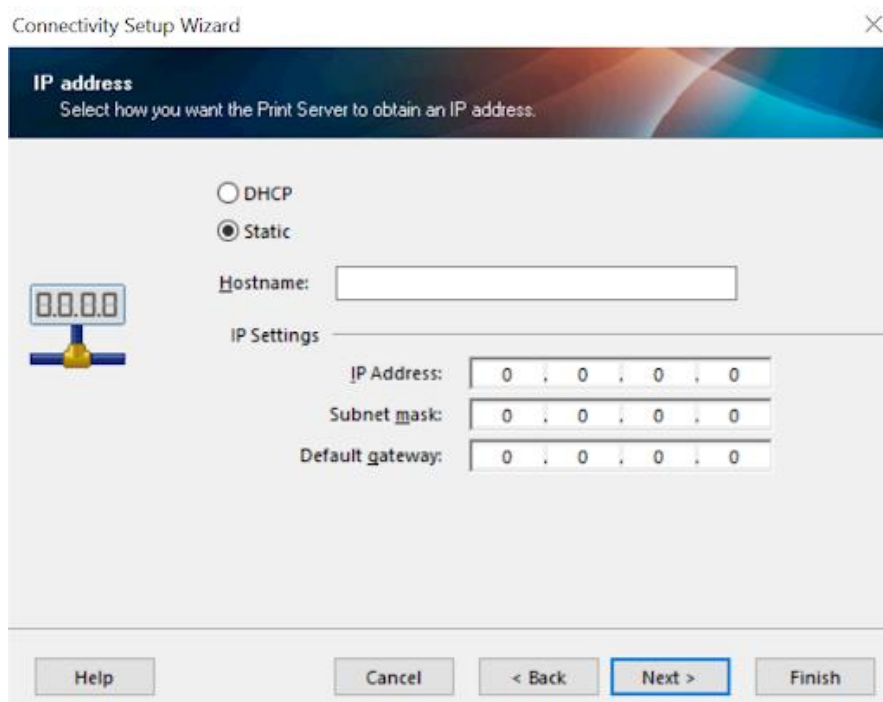 Connectivity Setup Wizard
IP address
Select how you want the Print Server to obtain an IP address.
DHCP
Static
Hostname:
0.0.0.0
IP Settings
IP Address: 0 . 0 . 0 . 0
Subnet mask: 0 . 0 . 0 . 0
Default gateway: 0 . 0 . 0 . 0
Help Cancel < Back Next > Finish